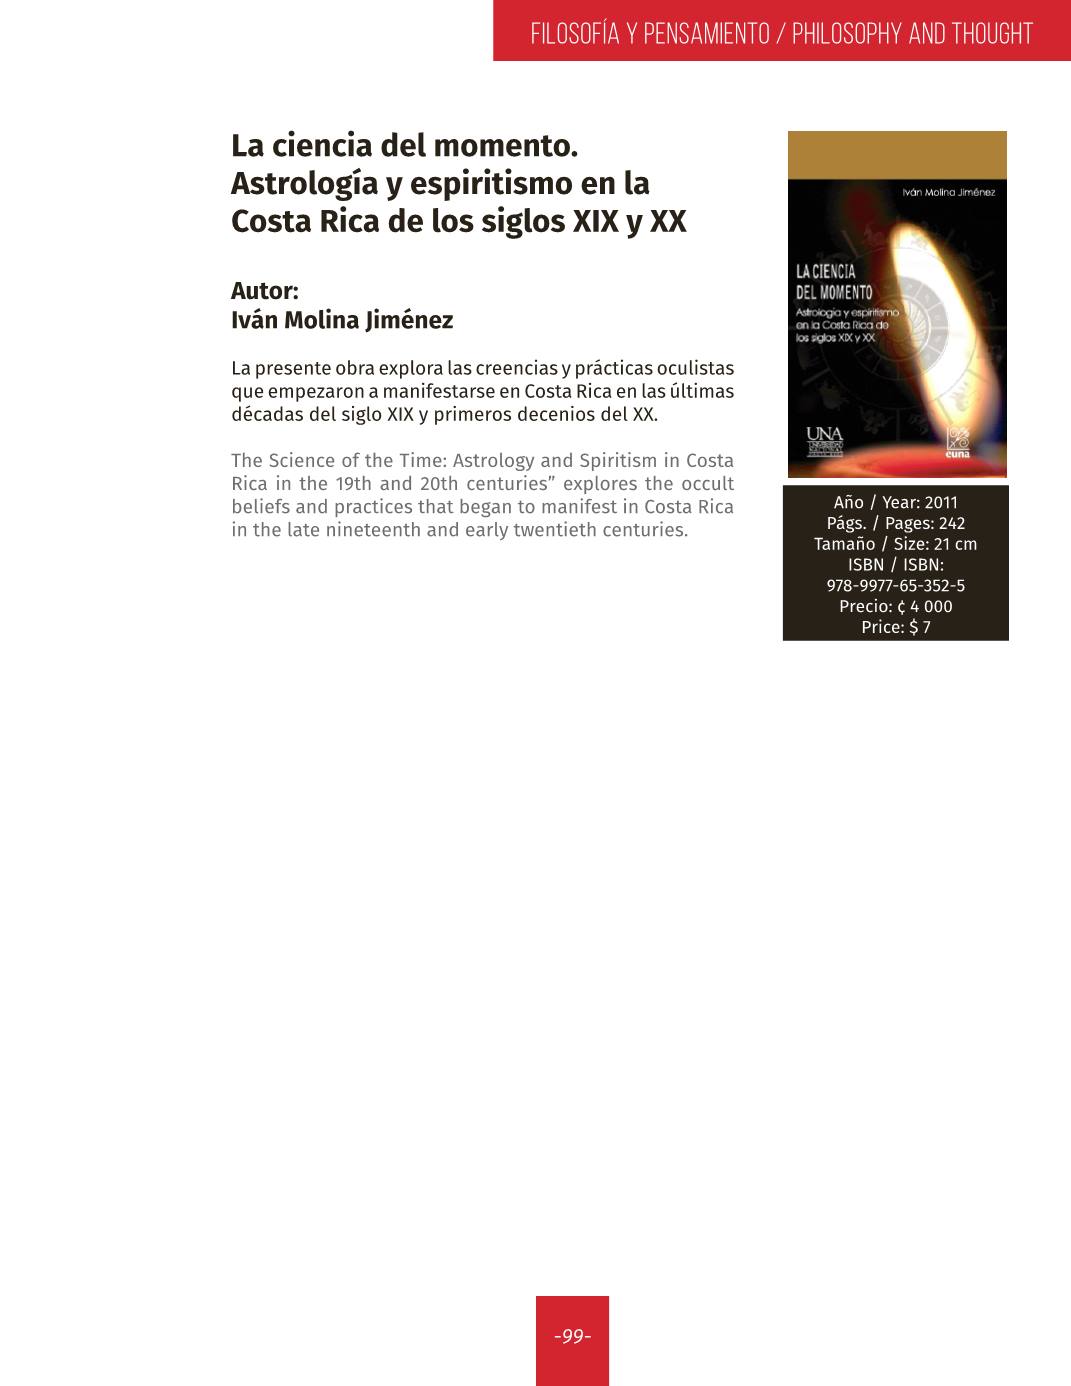 FILOSOFÍA Y PENSAMIENTO / PHILOSOPHY AND THOUGHT
La ciencia del momento.
Astrología y espiritismo en la
Costa Rica de los siglos XIX y XX
Autor:
Iván Molina Jiménez
La presente obra explora las creencias y prácticas ocultistas
que empezaron a manifestarse en Costa Rica en las últimas
décadas del siglo XIX y primeros decenios del XX.
The Science of the Time: Astrology and Spiritism in Costa
Rica in the 19th and 20th centuries” explores the occult
beliefs and practices that began to manifest in Costa Rica
in the late nineteenth and early twentieth centuries.
Iván Molina Jiménez
LA CIENCIA
DEL MOMENTO
Astrología y espiritismo
en la Costa Rica de
los siglos XIX y XX
UNA
UNIVERSIDAD
NACIONAL
euna
Año / Year: 2011
Págs. / Pages: 242
Tamaño / Size: 21 cm
ISBN / ISBN:
978-9977-65-352-5
Precio: ₡ 4 000
Price: $ 7
-99-